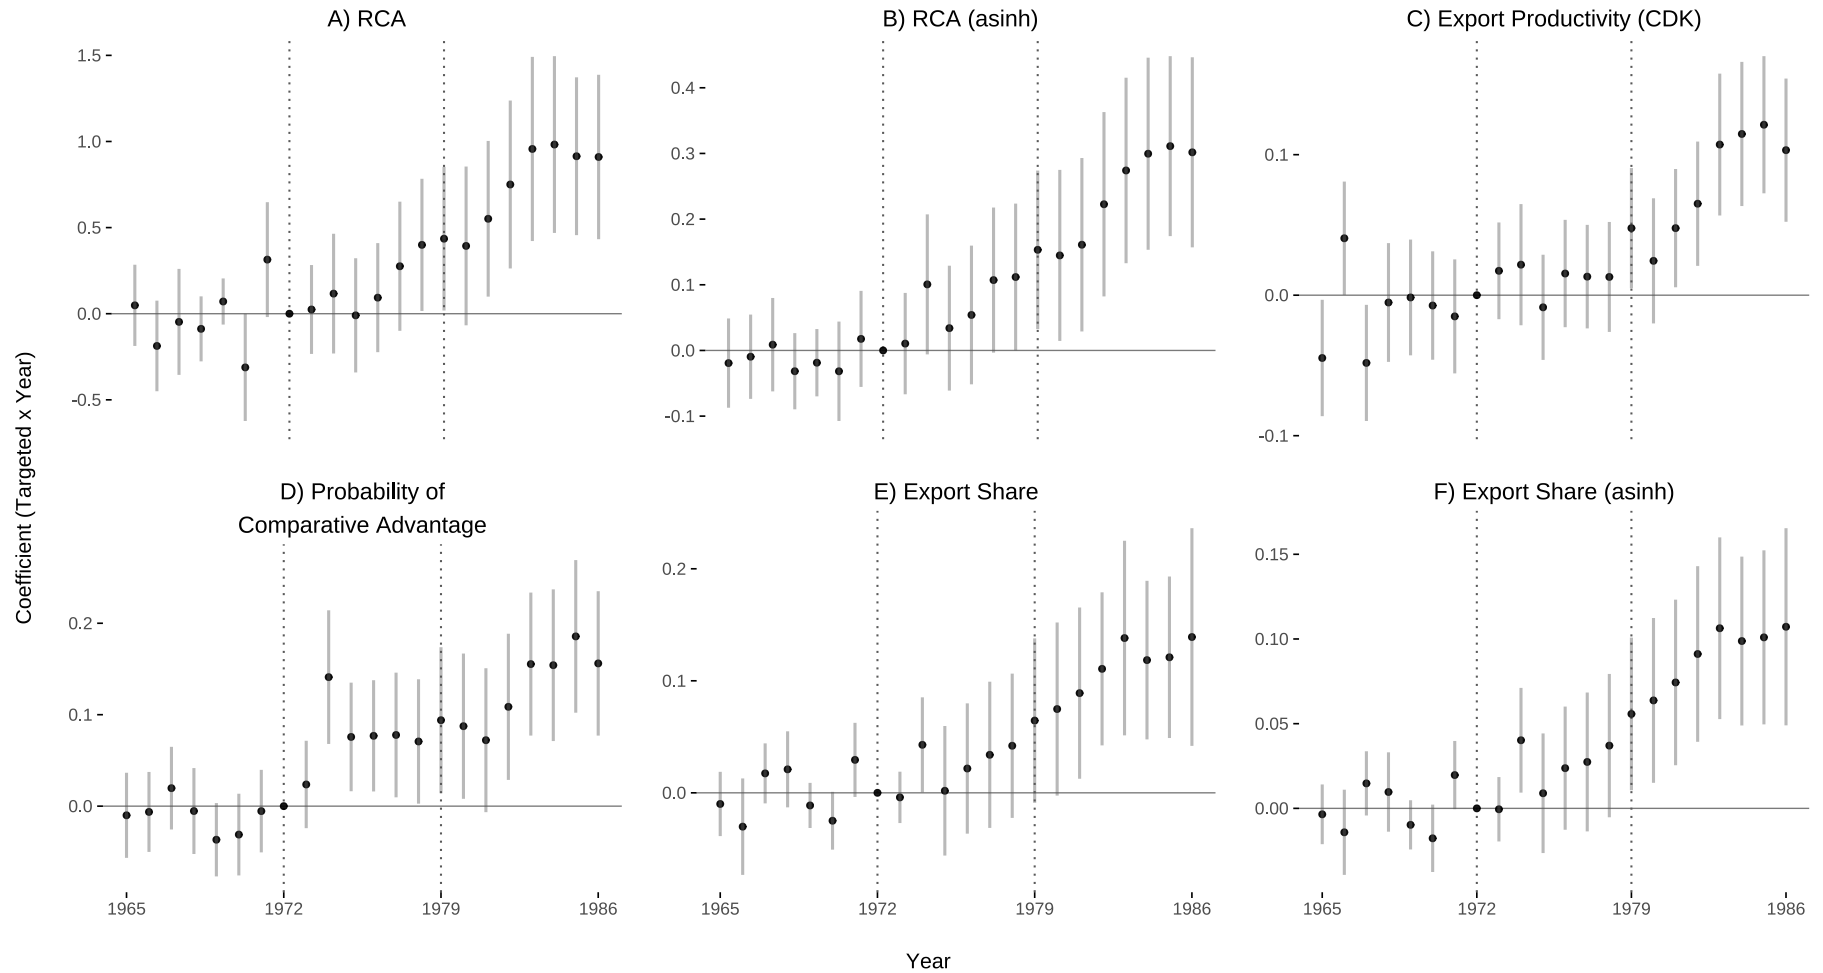 A) RCA
B) RCA (asinh)
C) Export Productivity (CDK)
1.5
1.0
0.5
0.0
-0.5
0.4
0.3
0.2
0.1
0.0
-0.1
0.1
0.0
-0.1
Coefficient (Targeted x Year)
D) Probability of
Comparative Advantage
E) Export Share
F) Export Share (asinh)
0.2
0.1
0.0
0.2
0.1
0.0
0.15
0.10
0.05
0.00
1965 1972 1979 1986
1965 1972 1979 1986
1965 1972 1979 1986
Year